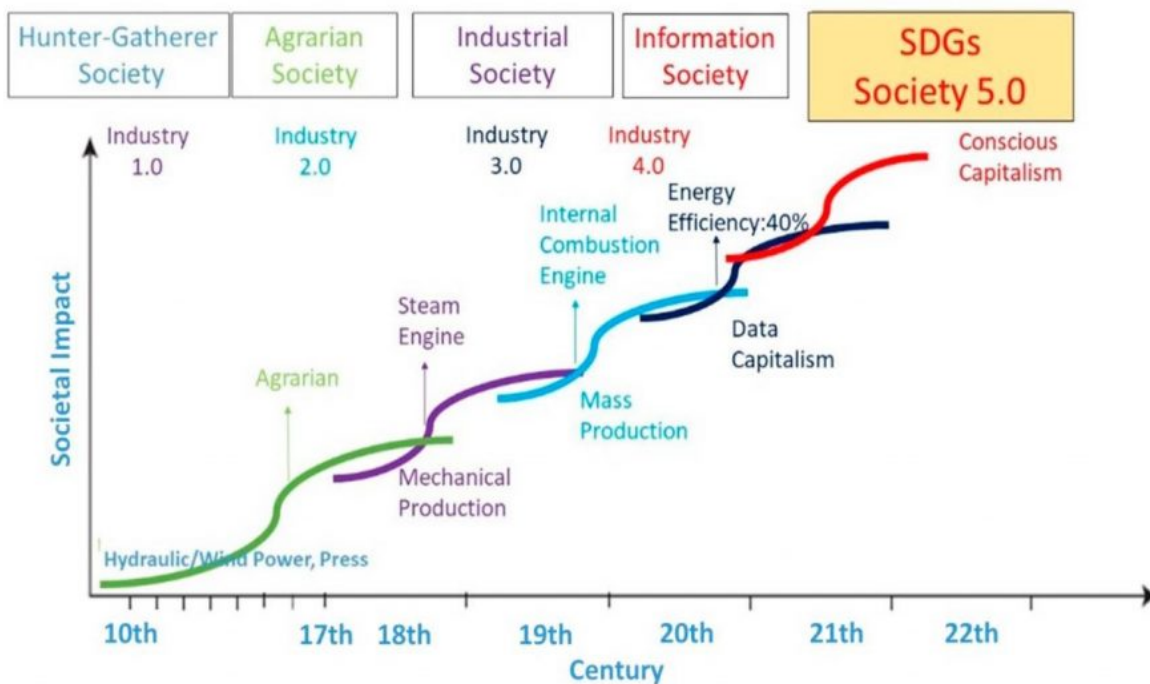 Hunter-Gatherer
Society
Agrarian
Society
Industrial
Society
Information
Society
SDGs
Society 5.0
Industry
1.0
Industry
2.0
Industry
3.0
Industry
4.0
Conscious
Capitalism
Energy
Efficiency:40%
Internal
Combustion
Engine
Steam
Engine
Agrarian
Data
Capitalism
Mass
Production
Mechanical
Production
Hydraulic/Wind Power, Press
Societal Impact
10th
17th
18th
19th
20th
21th
22th
Century